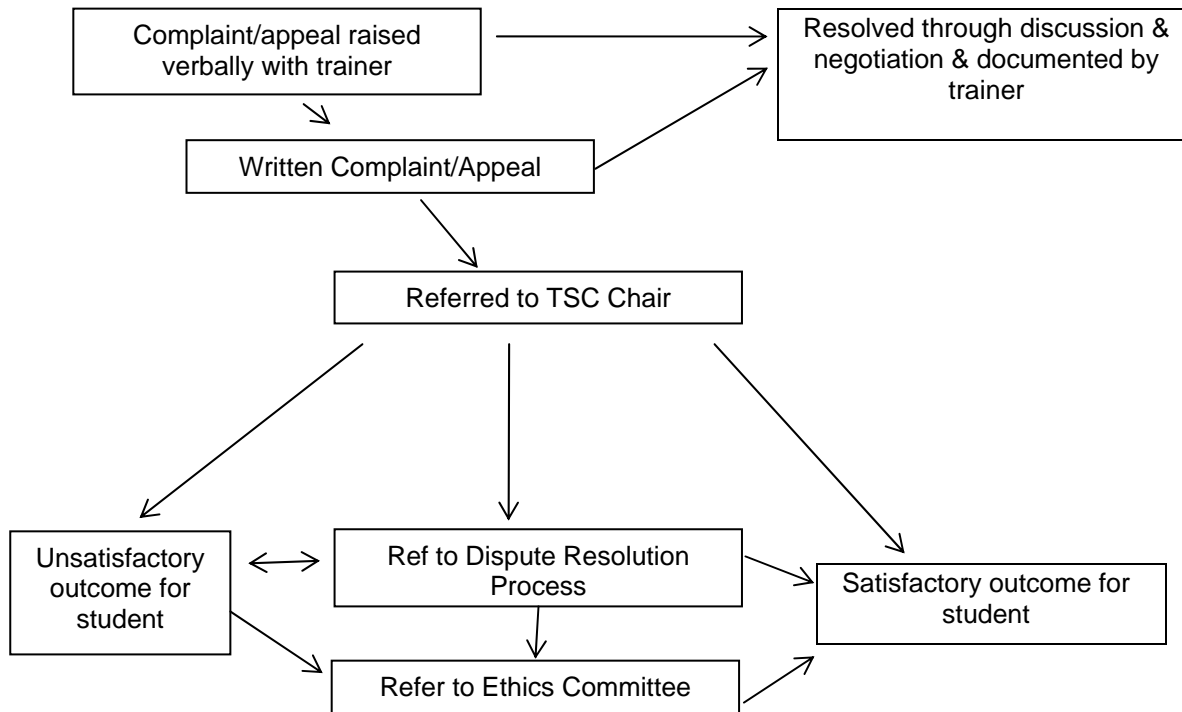 Complaint/appeal raised
verbally with trainer
Resolved through discussion &
negotiation & documented by
trainer
Written Complaint/Appeal
Referred to TSC Chair
Unsatisfactory
outcome for
student
Ref to Dispute Resolution
Process
Satisfactory outcome for
student
Refer to Ethics Committee